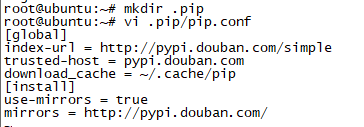 root@ubuntu:~# mkdir .pip
root@ubuntu:~# vi .pip/pip.conf
[global]
index-url = http://pypi.douban.com/simple
trusted-host = pypi.douban.com
download_cache = ~/.cache/pip
[install]
use-mirrors = true
mirrors = http://pypi.douban.com/
~